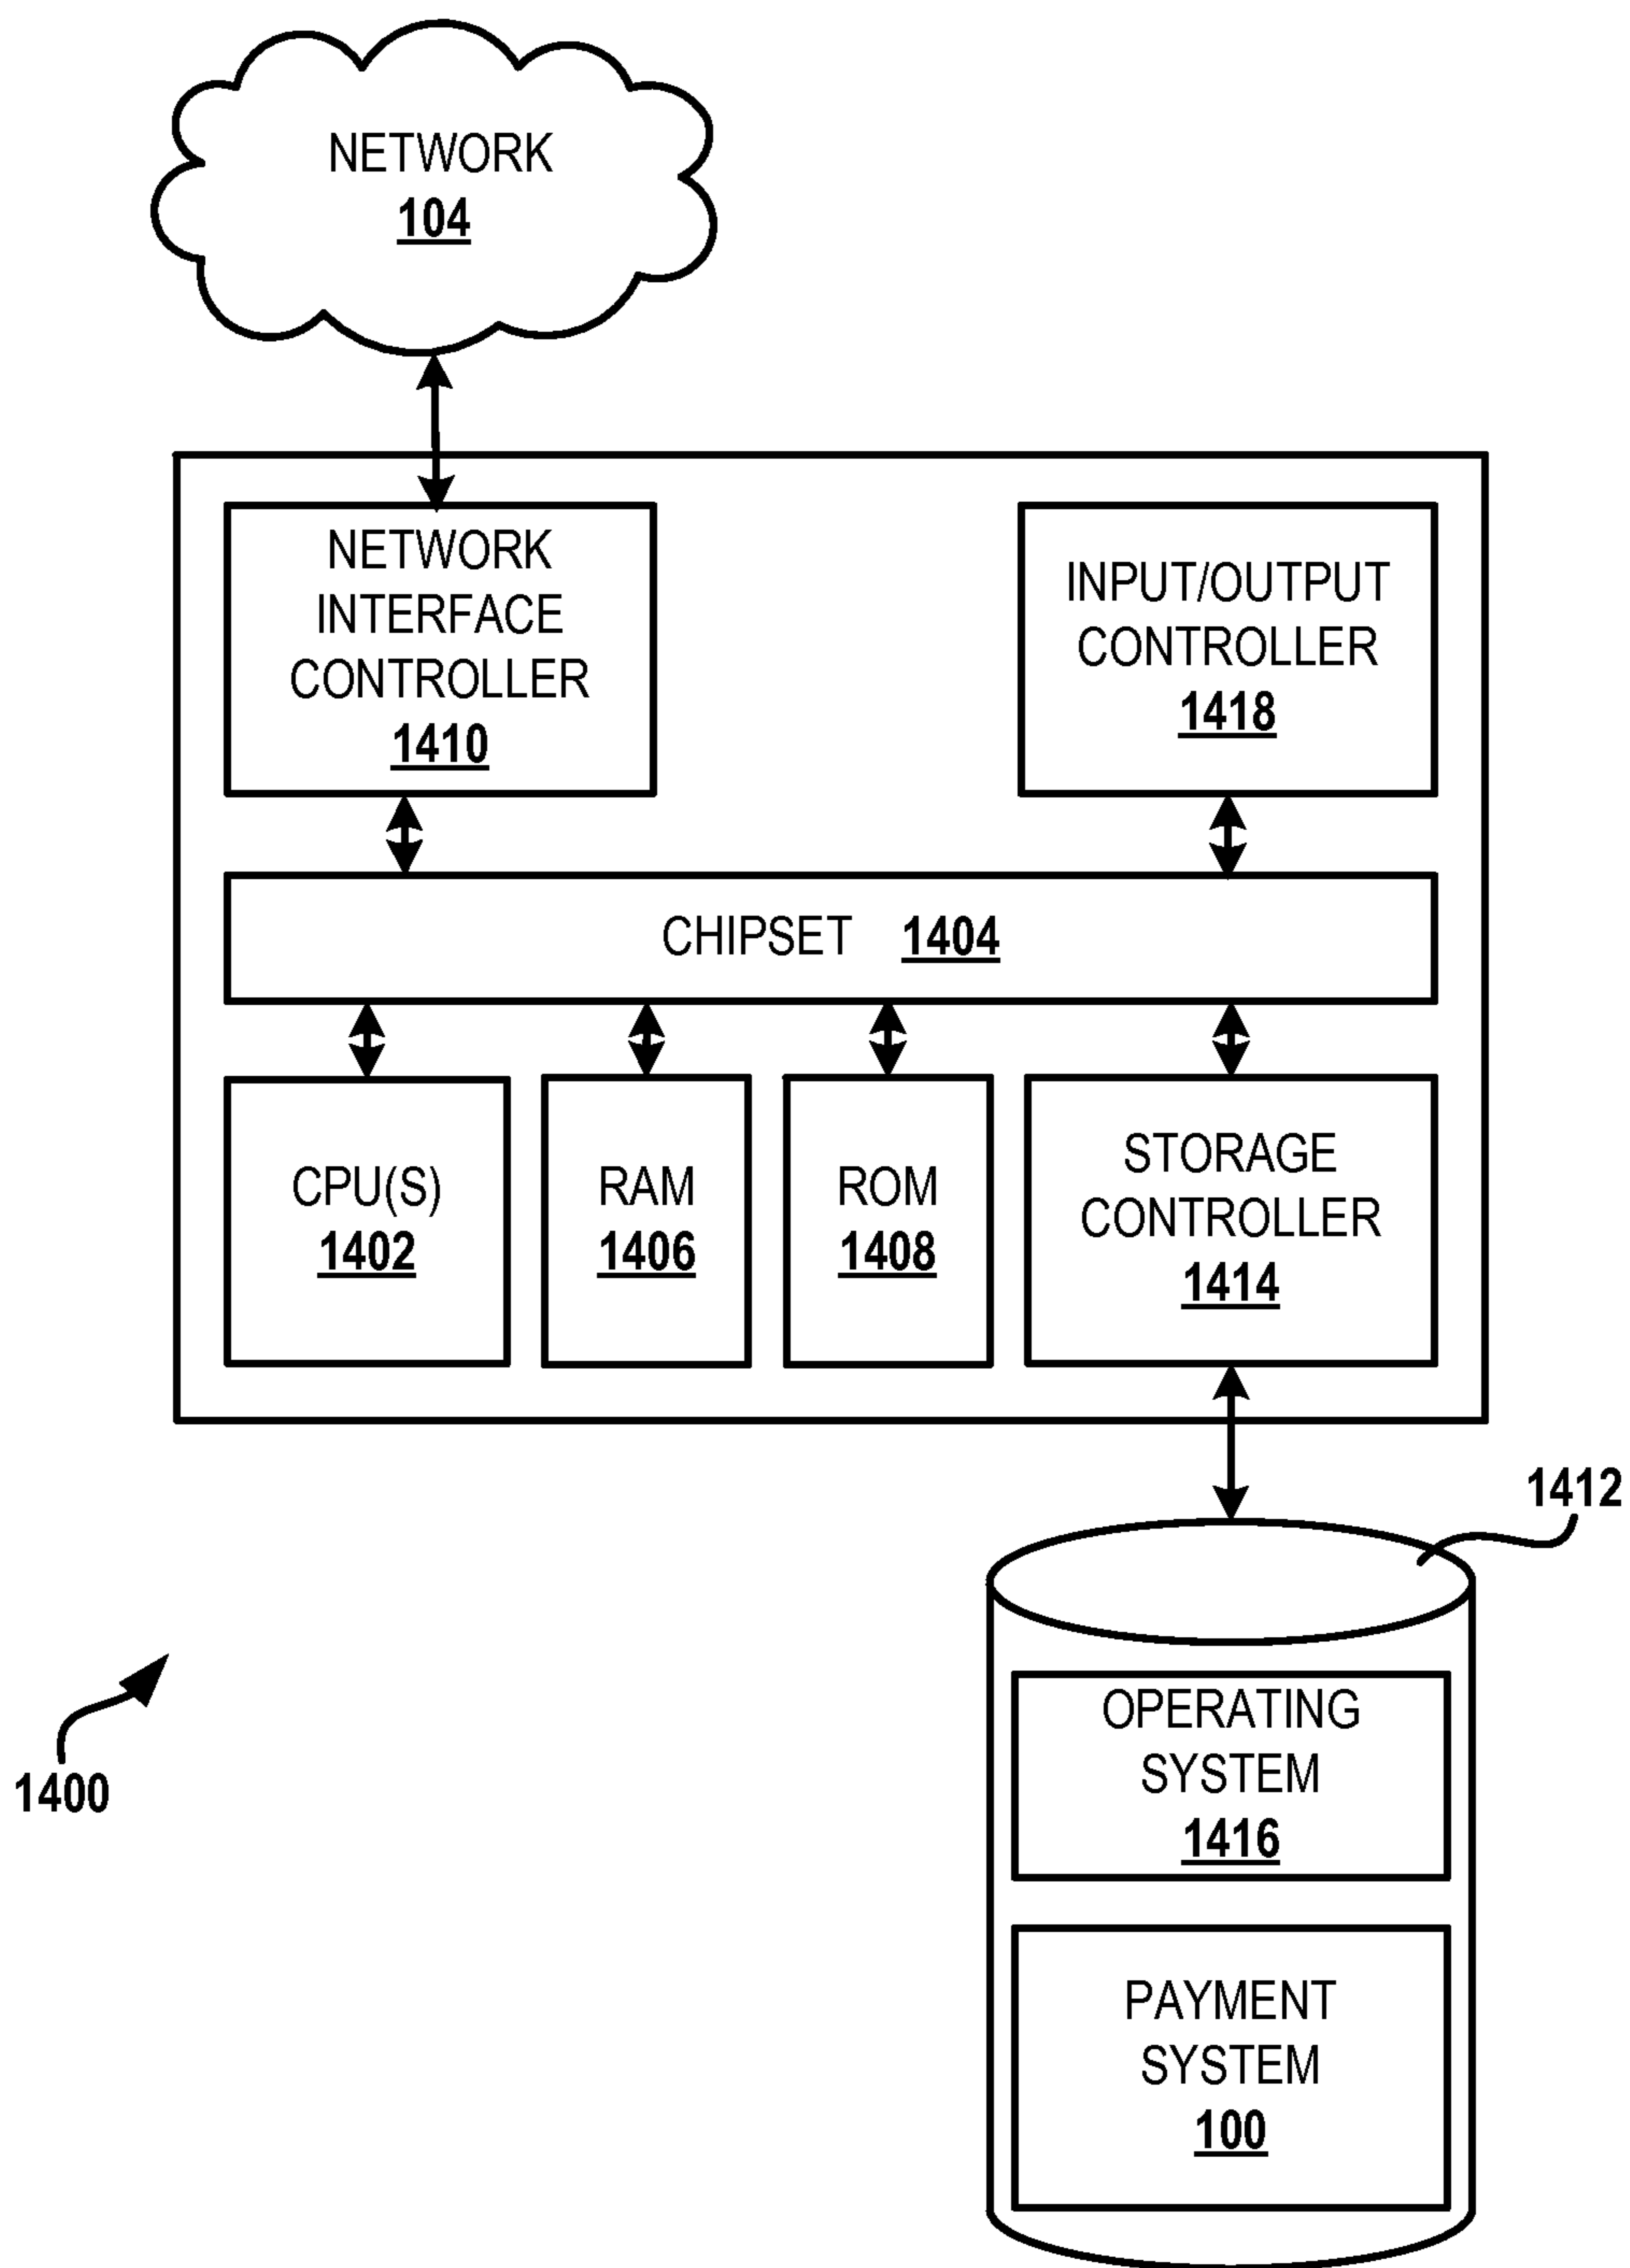 NETWORK
104
NETWORK
INTERFACE
CONTROLLER
1410
INPUT/OUTPUT
CONTROLLER
1418
CHIPSET 1404
CPU(S)
1402
RAM
1406
ROM
1408
STORAGE
CONTROLLER
1414
1412
OPERATING
SYSTEM
1416
1400
PAYMENT
SYSTEM
100